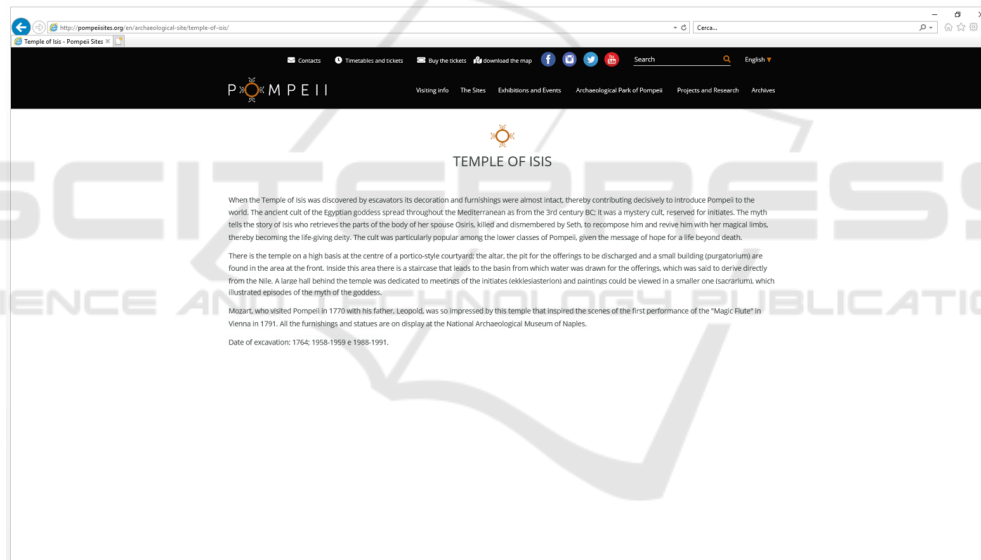 http://pompeiisites.org/en/archaeological-site/temple-of-isis/
Cerca...
Temple of Isis - Pompeii Sites
Contacts Timetables and tickets Buy the tickets download the map Search English
POMPEII
Visiting info The Sites Exhibitions and Events Archaeological Park of Pompeii Projects and Research Archives
TEMPLE OF ISIS
When the Temple of Isis was discovered by escavators its decoration and furnishings were almost intact, thereby contributing decisively to introduce Pompeii to the
world. The ancient cult of the Egyptian goddess spread throughout the Mediterranean as from the 3rd century BC; it was a mystery cult, reserved for initiates. The myth
tells the story of Isis who retrieves the parts of the body of her spouse Osiris, killed and dismembered by Seth, to recompose him and revive him with her magical limbs,
thereby becoming the life-giving deity. The cult was particularly popular among the lower classes of Pompeii, given the message of hope for a life beyond death.
There is the temple on a high basis at the centre of a portico-style courtyard; the altar, the pit for the offerings to be discharged and a small building (purgatorium) are
found in the area at the front. Inside this area there is a staircase that leads to the basin from which water was drawn for the offerings, which was said to derive directly
from the Nile. A large hall behind the temple was dedicated to meetings of the initiates (ekklesiasterion) and paintings could be viewed in a smaller one (sacrarium), which
illustrated episodes of the myth of the goddess.
Mozart, who visited Pompeii in 1770 with his father, Leopold, was so impressed by this temple that inspired the scenes of the first performance of the "Magic Flute" in
Vienna in 1791. All the furnishings and statues are on display at the National Archaeological Museum of Naples.
Date of excavation: 1764; 1958-1959 e 1988-1991.
SCITEPRESS
SCIENCE AND TECHNOLOGY PUBLICATIONS